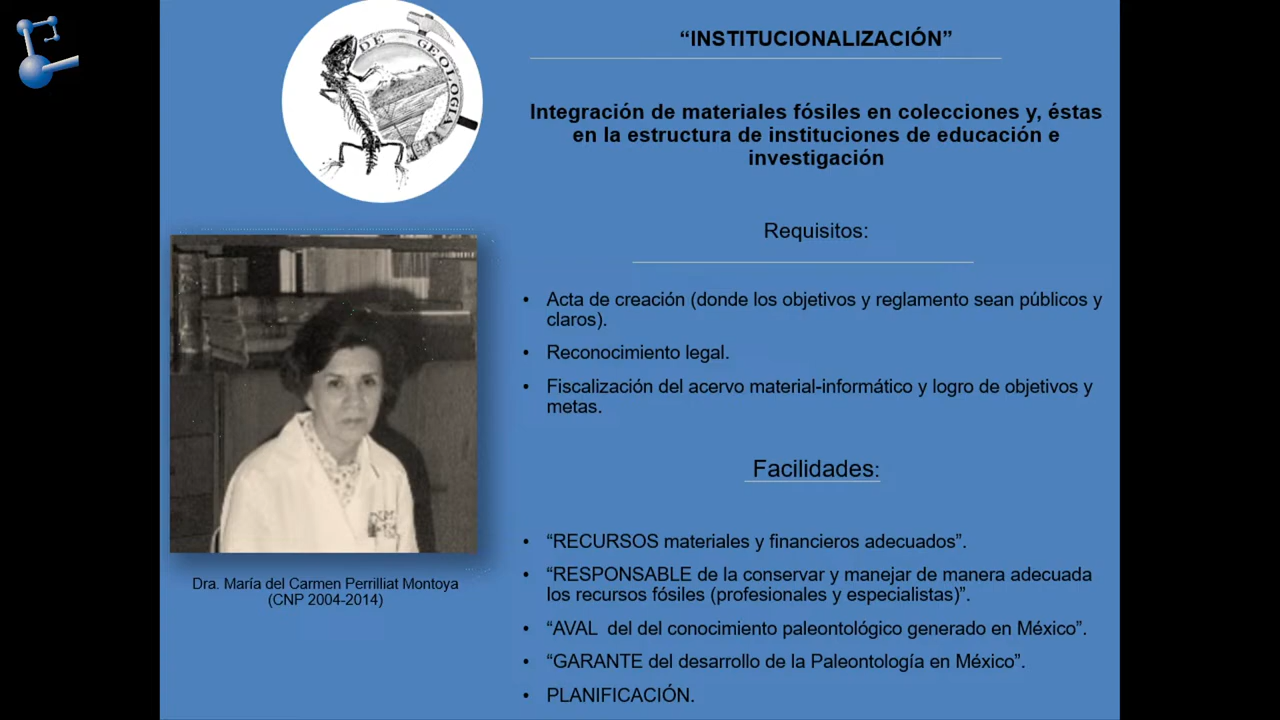 “INSTITUCIONALIZACIÓN”
DE GEOLOGIA
Integración de materiales fósiles en colecciones y, éstas
en la estructura de instituciones de educación e
investigación
Requisitos:
• Acta de creación (donde los objetivos y reglamento sean públicos y
claros).
• Reconocimiento legal.
• Fiscalización del acervo material-informático y logro de objetivos y
metas.
Facilidades:
• “RECURSOS materiales y financieros adecuados”.
• “RESPONSABLE de la conservar y manejar de manera adecuada
los recursos fósiles (profesionales y especialistas)”.
• “AVAL  del del conocimiento paleontológico generado en México”.
• “GARANTE del desarrollo de la Paleontología en México”.
• PLANIFICACIÓN.
Dra. María del Carmen Perrilliat Montoya
(CNP 2004-2014)